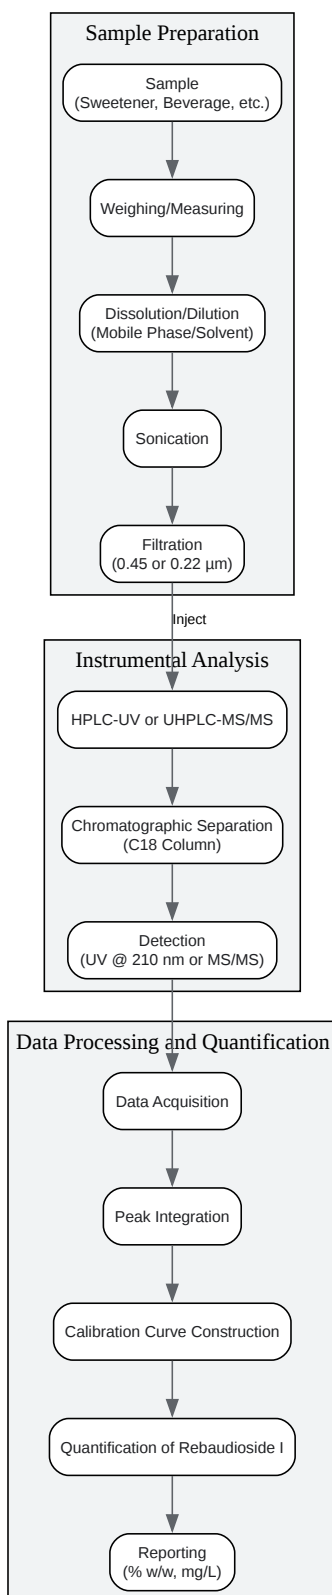 Sample Preparation
Sample
(Sweetener, Beverage, etc.)
Weighing/Measuring
Dissolution/Dilution
(Mobile Phase/Solvent)
Sonication
Filtration
(0.45 or 0.22 µm)
Inject
Instrumental Analysis
HPLC-UV or UHPLC-MS/MS
Chromatographic Separation
(C18 Column)
Detection
(UV @ 210 nm or MS/MS)
Data Processing and Quantification
Data Acquisition
Peak Integration
Calibration Curve Construction
Quantification of Rebaudioside I
Reporting
(% w/w, mg/L)